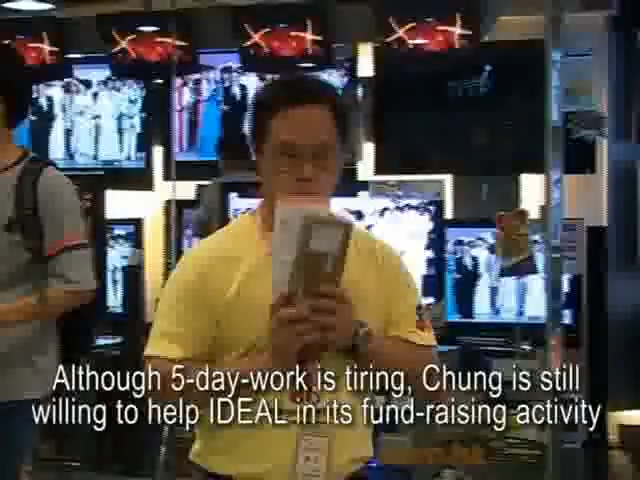 Although 5-day-work is tiring, Chung is still
willing to help IDEAL in its fund-raising activity